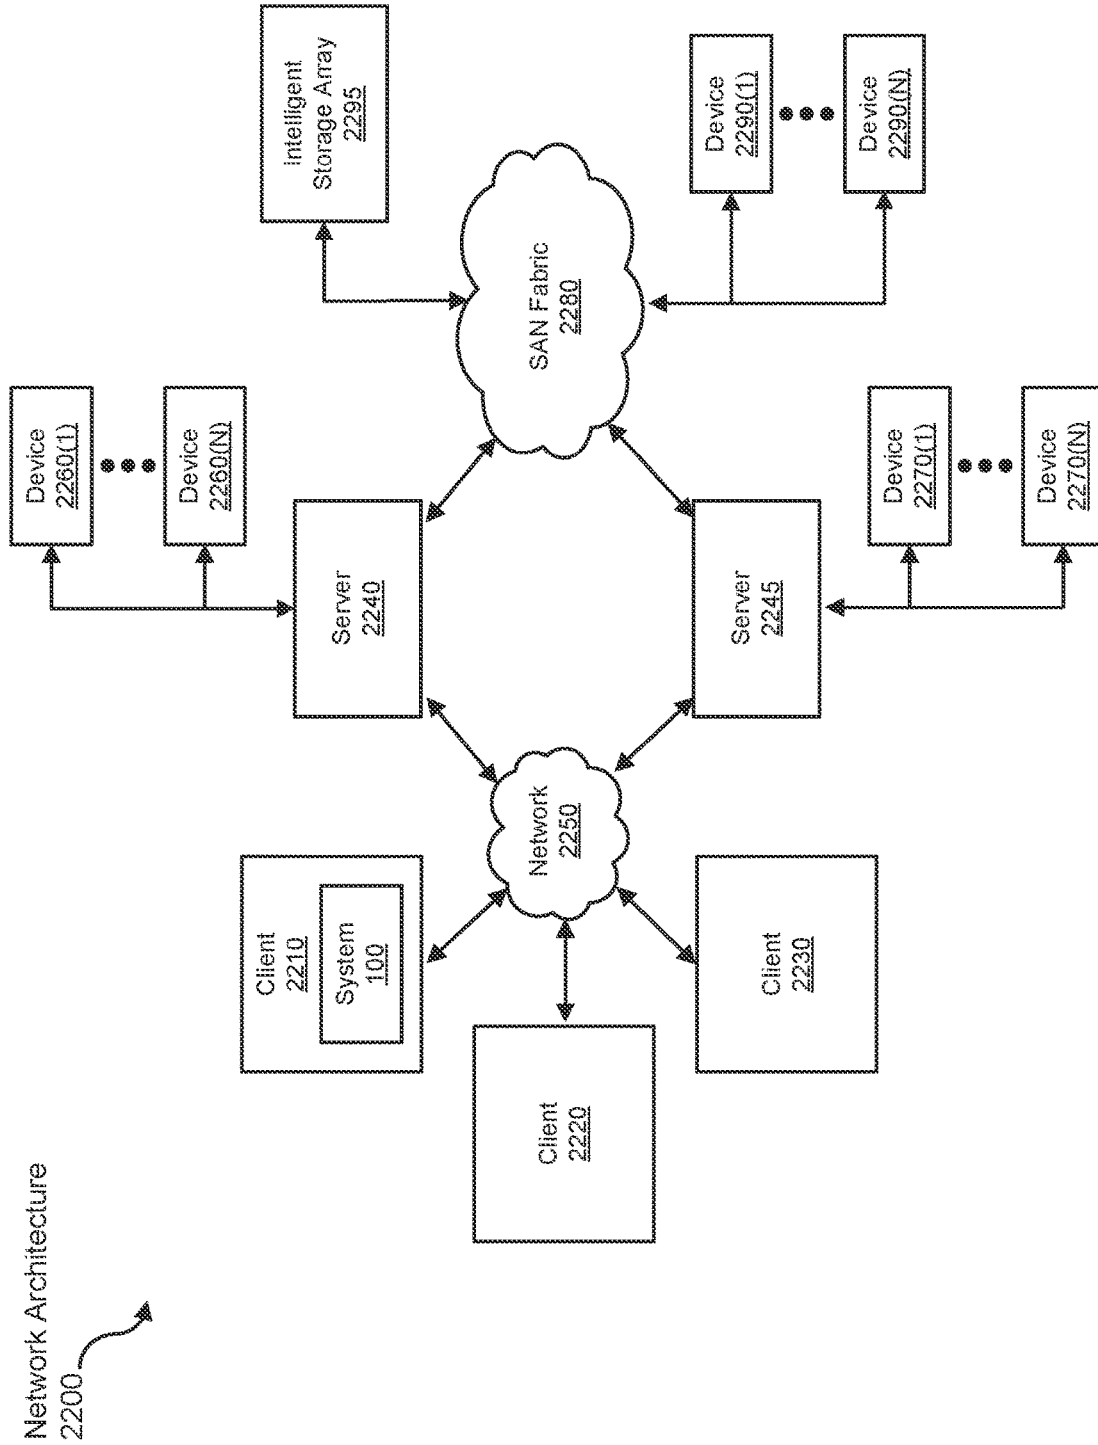 Network Architecture
2200
Client
2210
System
100
Client
2220
Client
2230
Network
2250
Server
2240
Server
2245
Device
2260(1)
Device
2260(N)
Device
2270(1)
Device
2270(N)
SAN Fabric
2280
Intelligent
Storage Array
2295
Device
2290(1)
Device
2290(N)